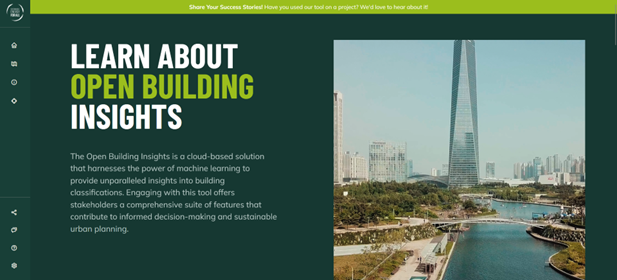 Share Your Success Stories! Have you used our tool on a project? We'd love to hear about it!
LEARN ABOUT
OPEN BUILDING
INSIGHTS
The Open Building Insights is a cloud-based solution
that harnesses the power of machine learning to
provide unparalleled insights into building
classifications. Engaging with this tool offers
stakeholders a comprehensive suite of features that
contribute to informed decision-making and sustainable
urban planning.